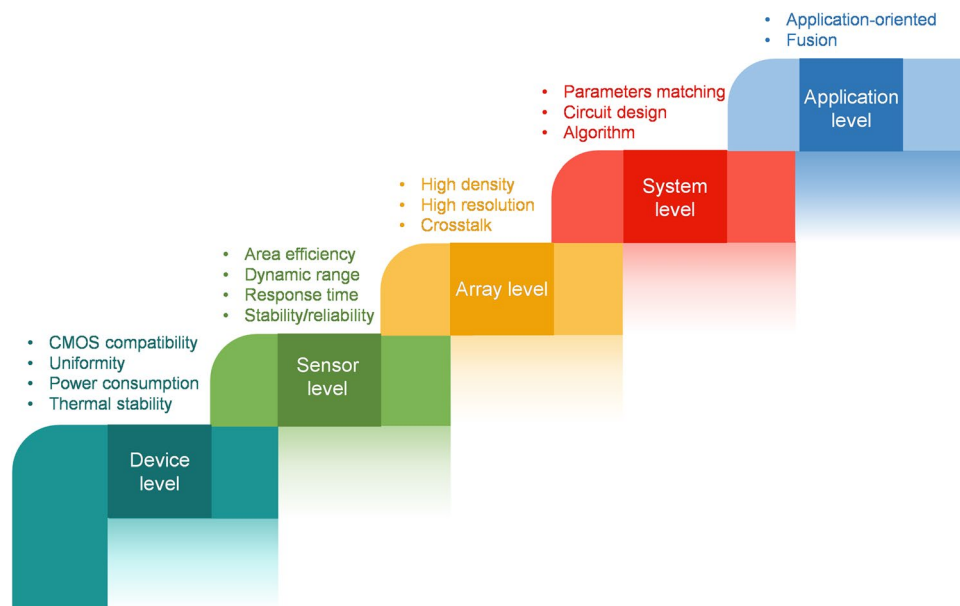 • Application-oriented
• Fusion
Application
level
• Parameters matching
• Circuit design
• Algorithm
System
level
• High density
• High resolution
• Crosstalk
Array level
• Area efficiency
• Dynamic range
• Response time
• Stability/reliability
Sensor
level
• CMOS compatibility
• Uniformity
• Power consumption
• Thermal stability
Device
level